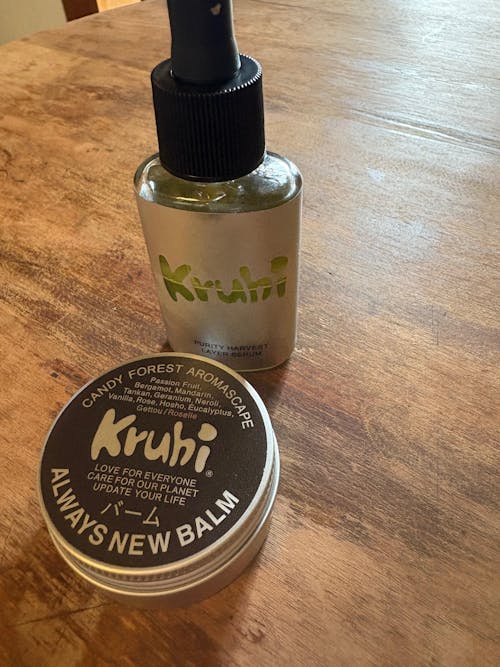 Kruhi
PURITY HARVEST
LAYER SERUM
CANDY FOREST AROMASCAPE
Passion Fruit,
Bergamot, Mandarin,
Tankan, Geranium, Neroli,
Vanilla, Rose, Hosho, Eucalyptus,
Gettou / Roselle
Kruhi®
LOVE FOR EVERYONE
CARE FOR OUR PLANET
UPDATE YOUR LIFE
バーム
ALWAYS NEW BALM